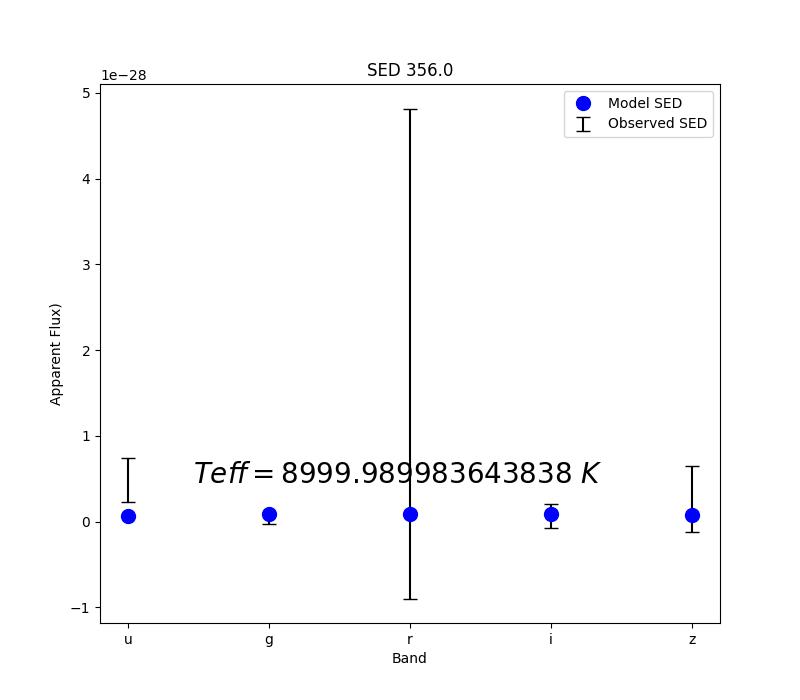 SED 356.0
1e−28
Model SED
Observed SED
5
4
3
2
1
0
−1
Apparent Flux)
Teff = 8999.989983643838 K
u g r i z
Band